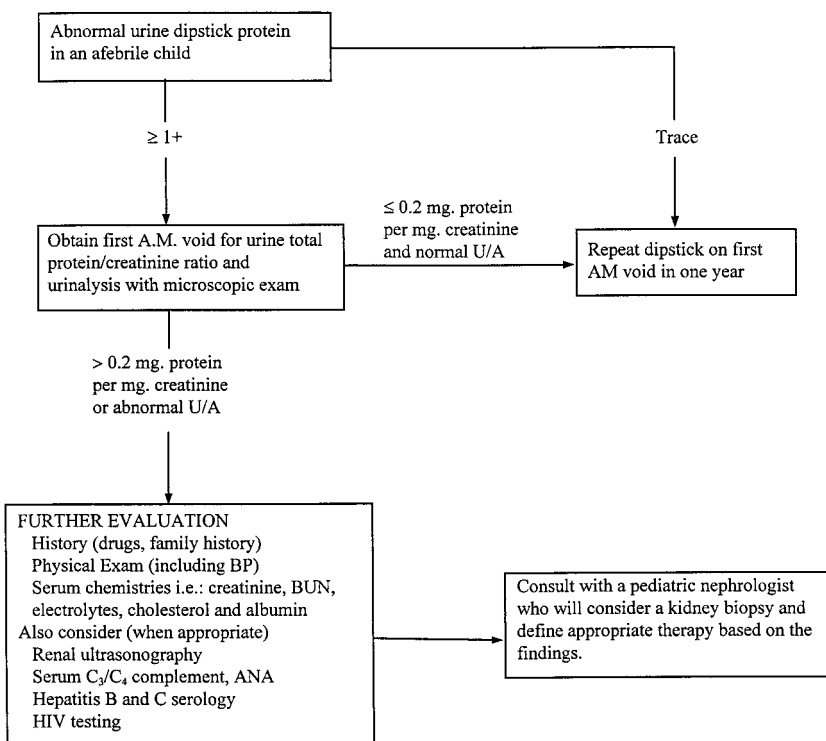 Abnormal urine dipstick protein
in an afebrile child
≥ 1+
Trace
≤ 0.2 mg. protein
per mg. creatinine
and normal U/A
Obtain first A.M. void for urine total
protein/creatinine ratio and
urinalysis with microscopic exam
Repeat dipstick on first
AM void in one year
> 0.2 mg. protein
per mg. creatinine
or abnormal U/A
FURTHER EVALUATION
History (drugs, family history)
Physical Exam (including BP)
Serum chemistries i.e.: creatinine, BUN,
electrolytes, cholesterol and albumin
Also consider (when appropriate)
Renal ultrasonography
Serum C₃/C₄ complement, ANA
Hepatitis B and C serology
HIV testing
Consult with a pediatric nephrologist
who will consider a kidney biopsy and
define appropriate therapy based on the
findings.